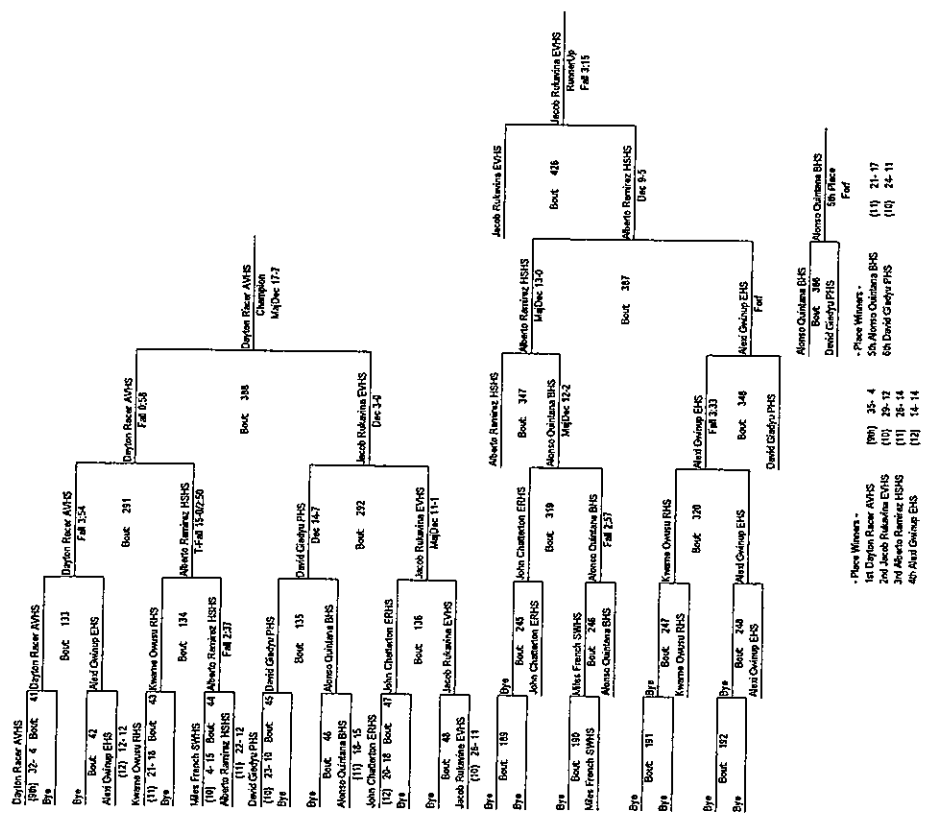 Dayton Racer AVHS
(9th) 32- 4 Bout 41
Bye
Dayton Racer AVHS
Bout: 133
Bye
Bout: 42
Alexi Gwinup EHS
(12) 12- 12
Alexi Gwinup EHS
Dayton Racer AVHS
Fall 3:54
Bout: 291
Kwame Owusu RHS
(11) 21- 18 Bout: 43
Bye
Kwame Owusu RHS
Bout: 134
Miles French SWHS
(10) 4- 15 Bout: 44
Alberto Ramirez HSHS
(11) 22- 12
Alberto Ramirez HSHS
Fall 2:37
Alberto Ramirez HSHS
T-Fall 15-0/2:50
Dayton Racer AVHS
Fall 0:58
Bout: 388
David Gladyu PHS
(10) 23- 10 Bout: 45
Bye
David Gladyu PHS
Bout: 135
Bye
Bout: 46
Alonso Quintana BHS
(11) 18- 15
Alonso Quintana BHS
David Gladyu PHS
Dec 14-7
Bout: 292
John Chatterton ERHS
(12) 20- 18 Bout: 47
Bye
John Chatterton ERHS
Bout: 136
Bye
Bout: 48
Jacob Rukavina EVHS
(10) 26- 11
Jacob Rukavina EVHS
Jacob Rukavina EVHS
MajDec 11-1
Jacob Rukavina EVHS
Dec 3-0
Dayton Racer AVHS
Champion
MajDec 17-7
Bye
Bout: 189
Bye
Bye
Bout: 245
John Chatterton ERHS
John Chatterton ERHS
Bout: 319
Bye
Bout: 190
Miles French SWHS
Miles French SWHS
Bout: 246
Alonso Quintana BHS
Alonso Quintana BHS
Fall 2:57
Alberto Ramirez HSHS
Bout: 347
Alonso Quintana BHS
MajDec 12-2
Alberto Ramirez HSHS
MajDec 13-0
Bout: 387
Bye
Bout: 191
Bye
Bye
Bout: 247
Kwame Owusu RHS
Kwame Owusu RHS
Bout: 320
Bye
Bout: 192
Bye
Bye
Bout: 248
Alexi Gwinup EHS
Alexi Gwinup EHS
Alexi Gwinup EHS
Fall 3:33
Bout: 348
David Gladyu PHS
Alexi Gwinup EHS
Forf
Jacob Rukavina EVHS
Bout: 426
Alberto Ramirez HSHS
Dec 9-5
Jacob Rukavina EVHS
RunnerUp
Fall 3:15
Alonso Quintana BHS
Bout: 386
David Gladyu PHS
Alonso Quintana BHS
5th Place
Forf
- Place Winners -
1st Dayton Racer AVHS (9th) 35- 4
2nd Jacob Rukavina EVHS (10) 29- 12
3rd Alberto Ramirez HSHS (11) 26- 14
4th Alexi Gwinup EHS (12) 14- 14
- Place Winners -
5th Alonso Quintana BHS (11) 21- 17
6th David Gladyu PHS (10) 24- 11